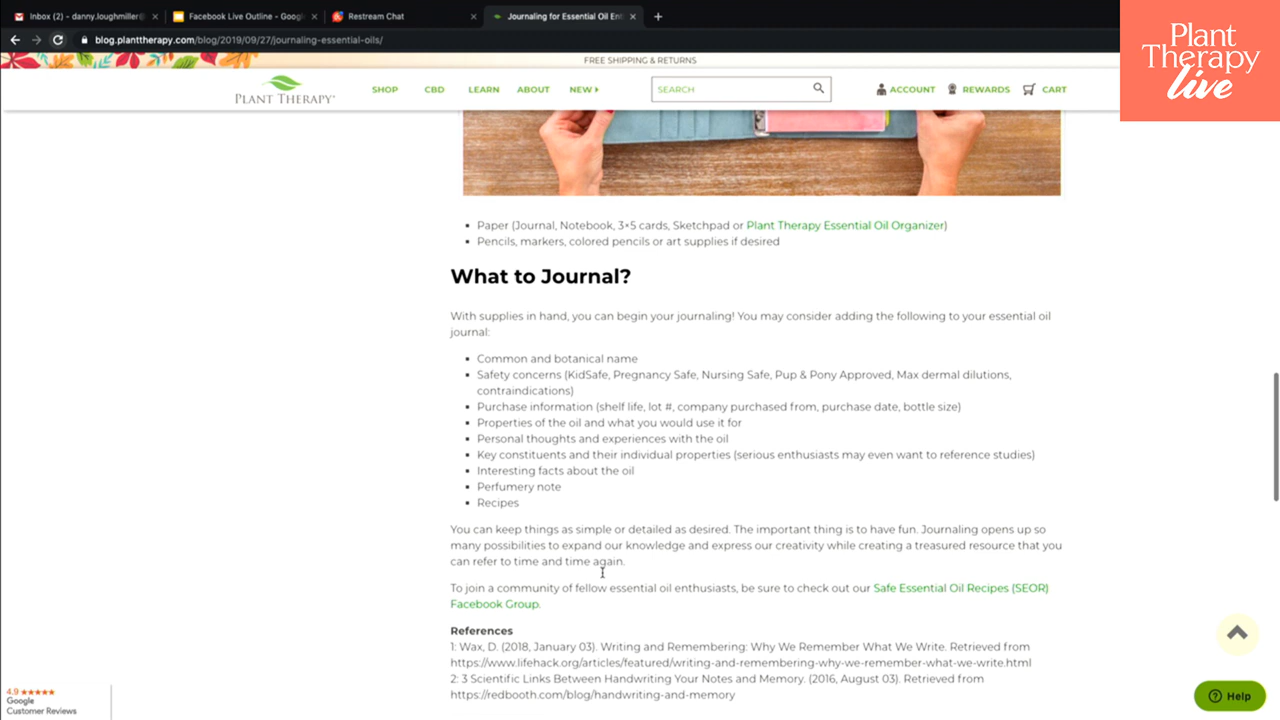 Inbox (2) - danny.loughmiller@
Facebook Live Outline - Googl
Restream Chat
Journaling for Essential Oil Ent
blog.planttherapy.com/blog/2019/09/27/journaling-essential-oils/
Plant
Therapy
live
FREE SHIPPING & RETURNS
PLANT THERAPY
SHOP
CBD
LEARN
ABOUT
NEW
SEARCH
ACCOUNT
REWARDS
CART
Paper (Journal, Notebook, 3×5 cards, Sketchpad or Plant Therapy Essential Oil Organizer)
Pencils, markers, colored pencils or art supplies if desired
What to Journal?
With supplies in hand, you can begin your journaling! You may consider adding the following to your essential oil
journal:
Common and botanical name
Safety concerns (KidSafe, Pregnancy Safe, Nursing Safe, Pup & Pony Approved, Max dermal dilutions,
contraindications)
Purchase information (shelf life, lot #, company purchased from, purchase date, bottle size)
Properties of the oil and what you would use it for
Personal thoughts and experiences with the oil
Key constituents and their individual properties (serious enthusiasts may even want to reference studies)
Interesting facts about the oil
Perfumery note
Recipes
You can keep things as simple or detailed as desired. The important thing is to have fun. Journaling opens up so
many possibilities to expand our knowledge and express our creativity while creating a treasured resource that you
can refer to time and time again.
To join a community of fellow essential oil enthusiasts, be sure to check out our Safe Essential Oil Recipes (SEOR)
Facebook Group.
References
1: Wax, D. (2018, January 03). Writing and Remembering: Why We Remember What We Write. Retrieved from
https://www.lifehack.org/articles/featured/writing-and-remembering-why-we-remember-what-we-write.html
2: 3 Scientific Links Between Handwriting Your Notes and Memory. (2016, August 03). Retrieved from
https://redbooth.com/blog/handwriting-and-memory
4.9 ★★★★★
Google
Customer Reviews
Help